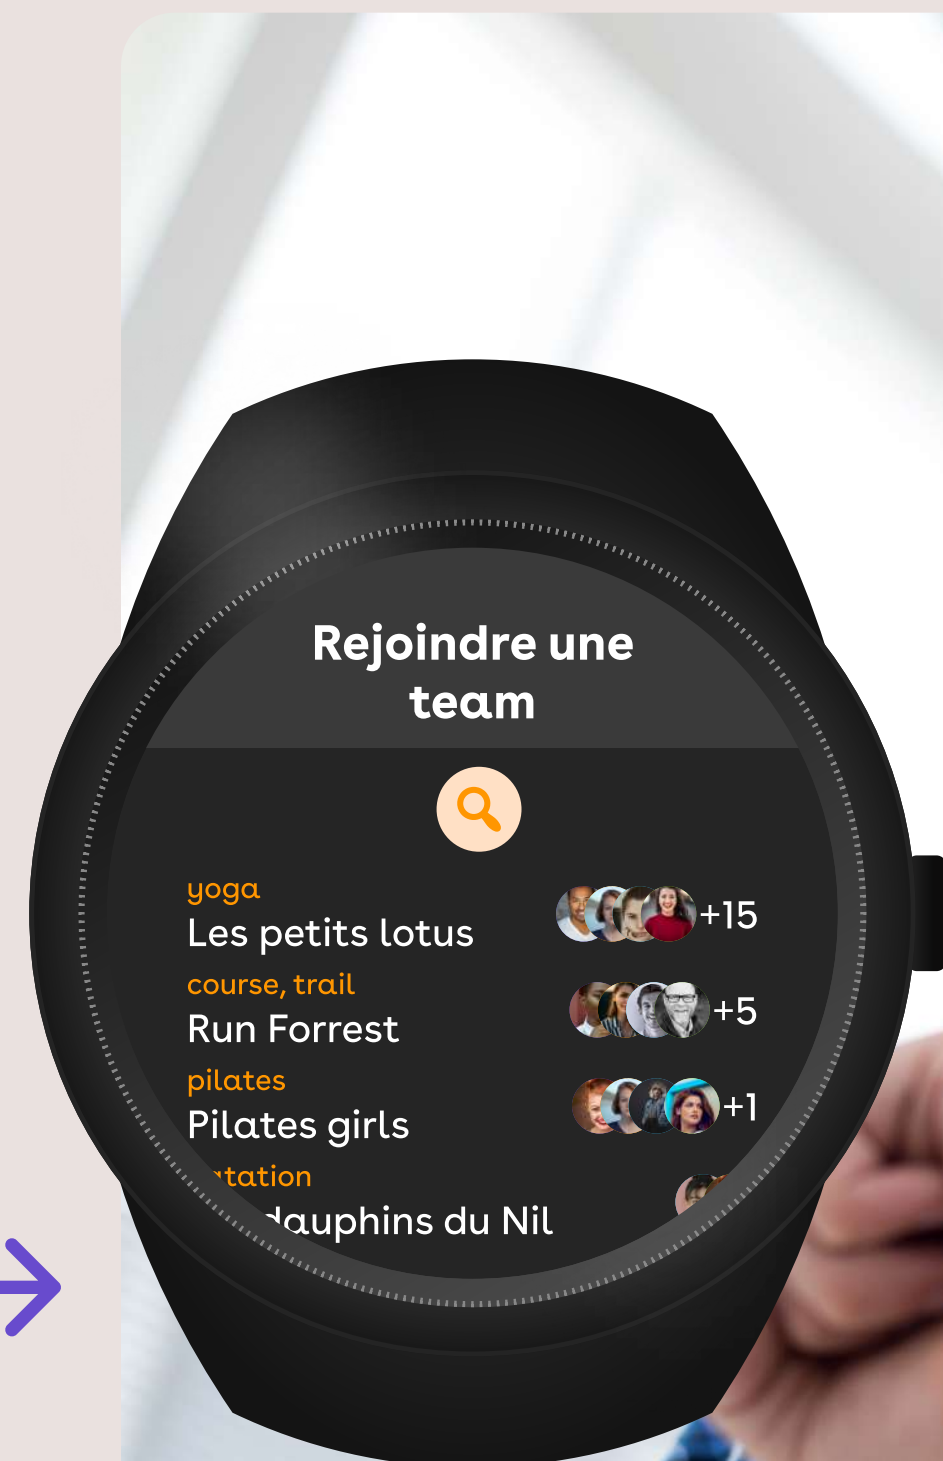 Rejoindre une
team
yoga
Les petits lotus
+15
course, trail
Run Forrest
+5
pilates
Pilates girls
+1
dauphins du Nil